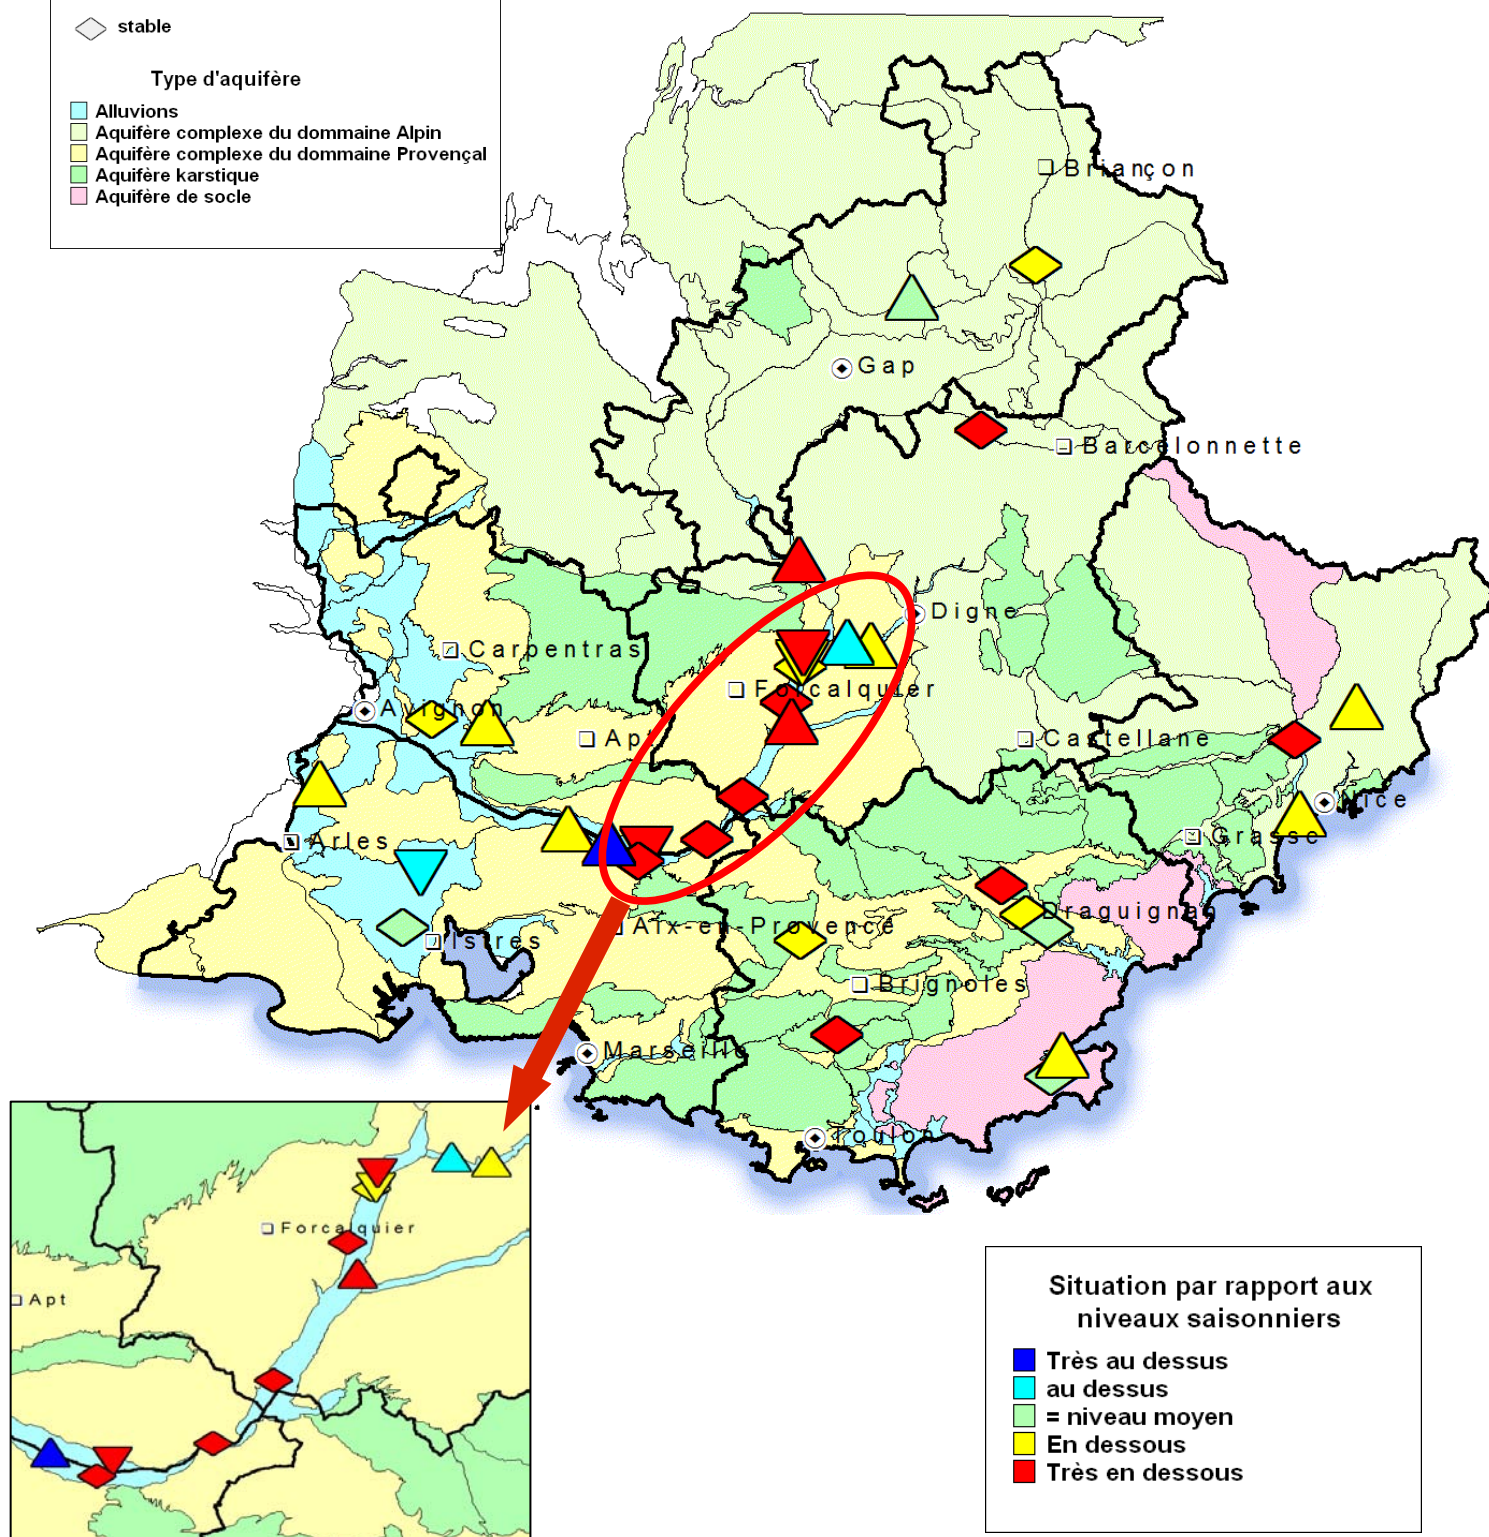 stable
Type d'aquifère
Alluvions
Aquifère complexe du dommaine Alpin
Aquifère complexe du dommaine Provençal
Aquifère karstique
Aquifère de socle
Briançon
Gap
Barcelonnette
Digne
Carpentras
Forcalquier
Avignon
Apt
Castellane
Nice
Arles
Grasse
Draguignan
Aix-en-Provence
Istres
Brignoles
Marseille
Toulon
Forcalquier
Apt
Situation par rapport aux
niveaux saisonniers
Très au dessus
au dessus
= niveau moyen
En dessous
Très en dessous